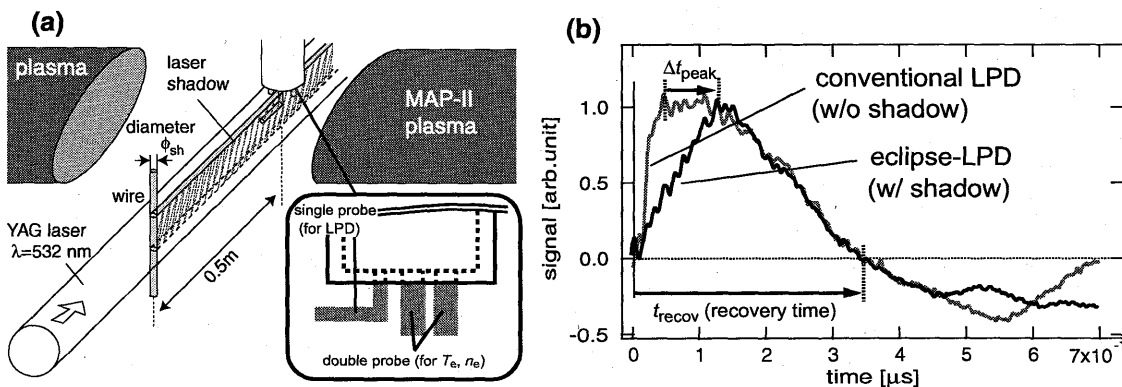 (a)
plasma
laser
shadow
MAP-II
plasma
diameter
ϕsh
wire
YAG laser
λ=532 nm
0.5m
single probe
(for LPD)
double probe (for Te, ne)
(b)
Δtpeak
conventional LPD
(w/o shadow)
eclipse-LPD
(w/ shadow)
trecov (recovery time)
signal [arb.unit]
1.0
0.5
0.0
-0.5
0 1 2 3 4 5 6 7x10⁻
time [μs]